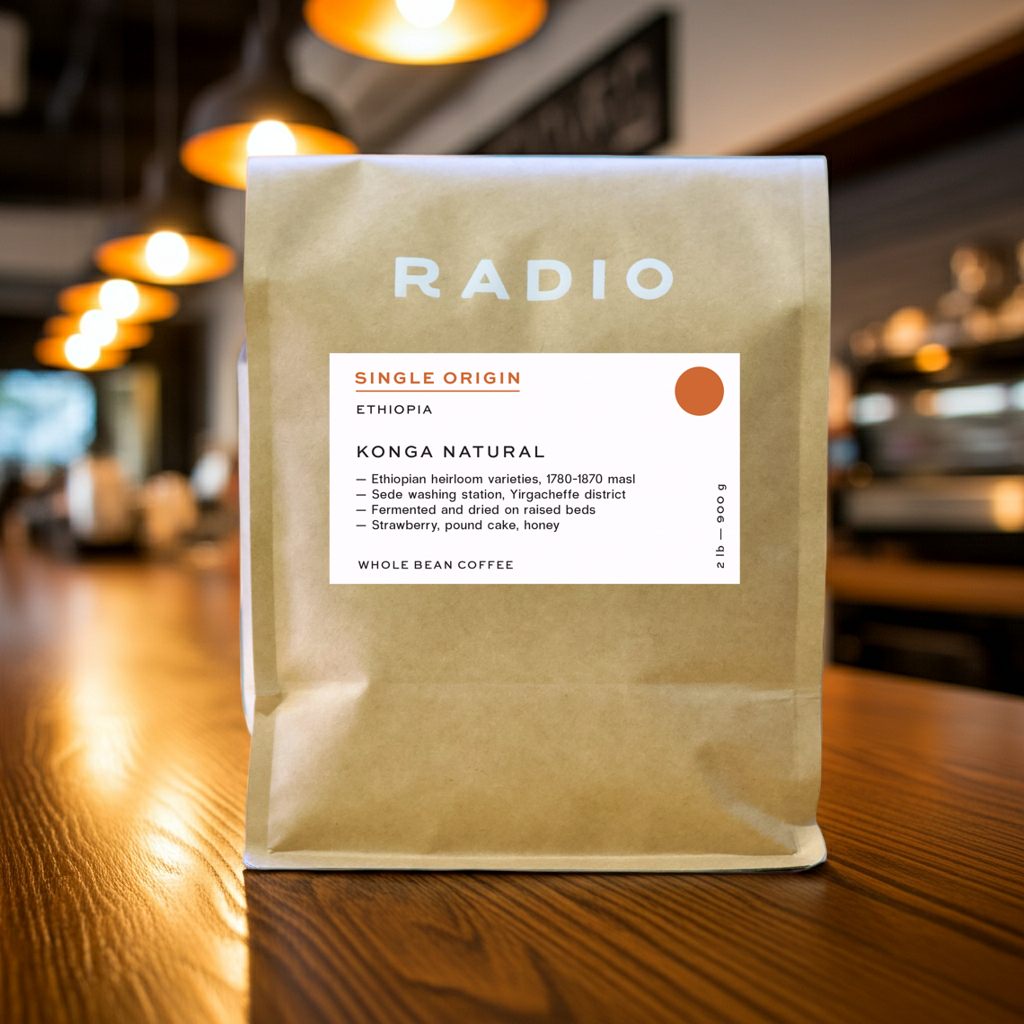 RADIO
SINGLE ORIGIN
ETHIOPIA
KONGA NATURAL
— Ethiopian heirloom varieties, 1780-1870 masl
— Sede washing station, Yirgacheffe district
— Fermented and dried on raised beds
— Strawberry, pound cake, honey
WHOLE BEAN COFFEE
2 lb — 900 g